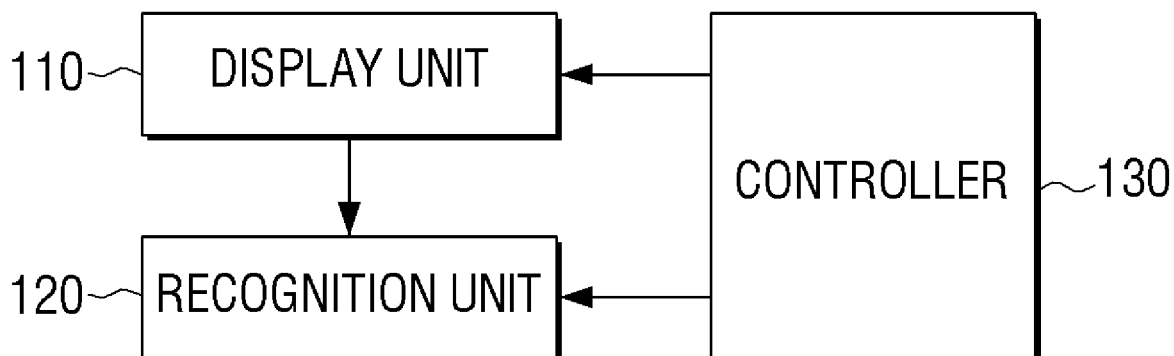 110
DISPLAY UNIT
CONTROLLER
130
120
RECOGNITION UNIT